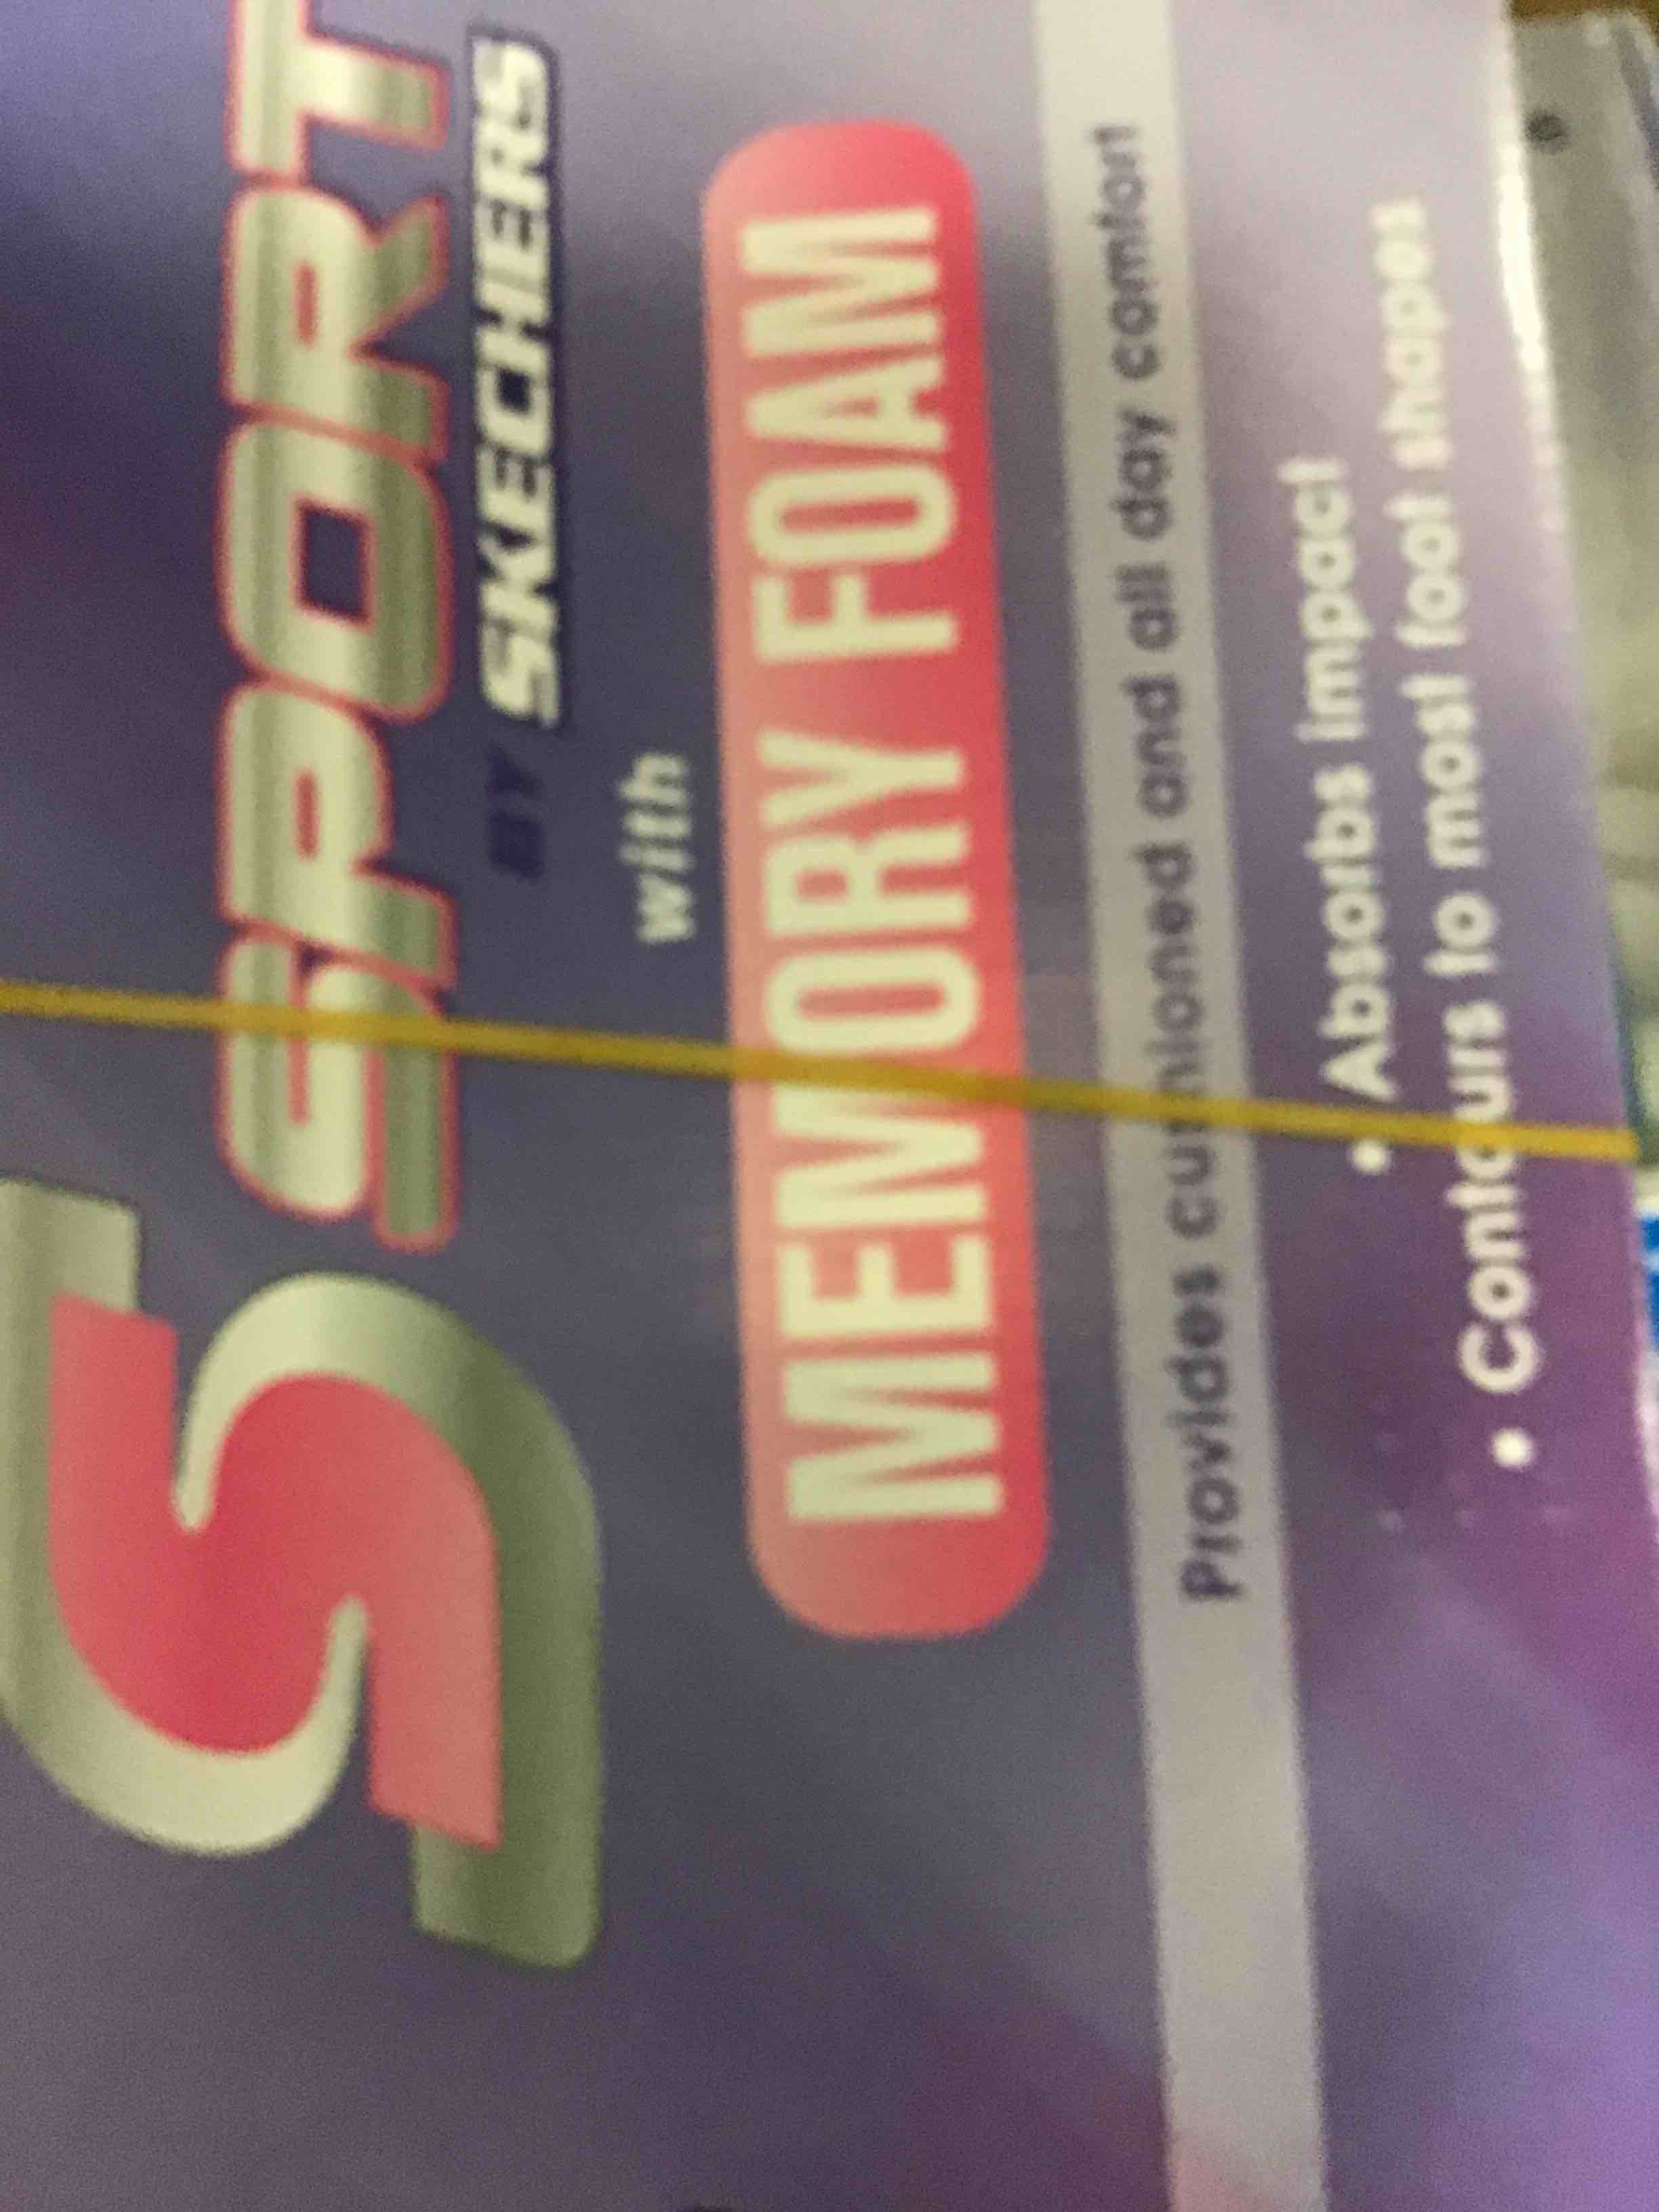 S SPORT
BY SKECHERS
with
MEMORY FOAM
Provides cushioned and all day comfort
• Absorbs impact
• Contours to most foot shapes